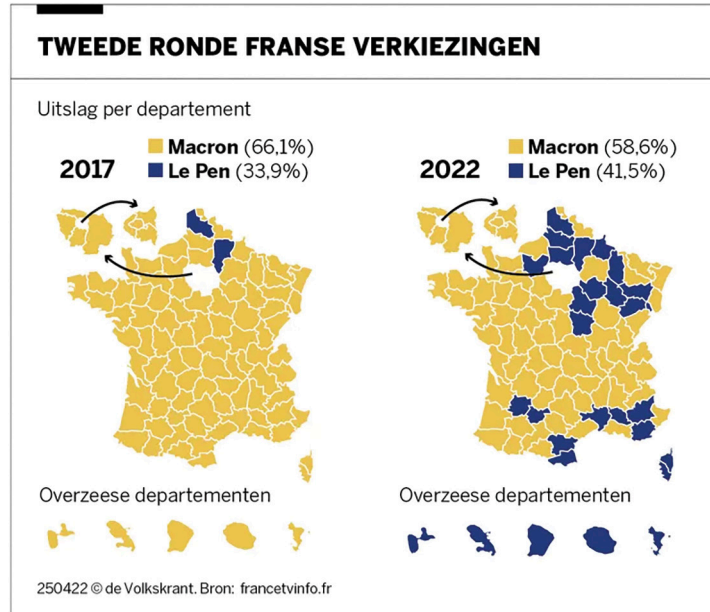 TWEEDE RONDE FRANSE VERKIEZINGEN
Uitslag per departement
2017
Macron (66,1%)
Le Pen (33,9%)
2022
Macron (58,6%)
Le Pen (41,5%)
Overzeese departementen
Overzeese departementen
250422 © de Volkskrant. Bron: francetvinfo.fr